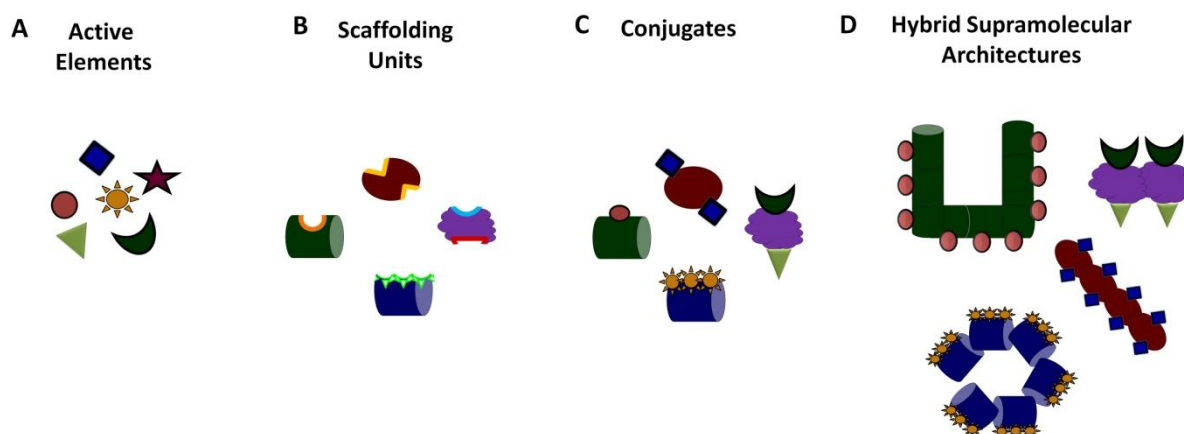 A
Active
Elements
B
Scaffolding
Units
C
Conjugates
D
Hybrid Supramolecular
Architectures